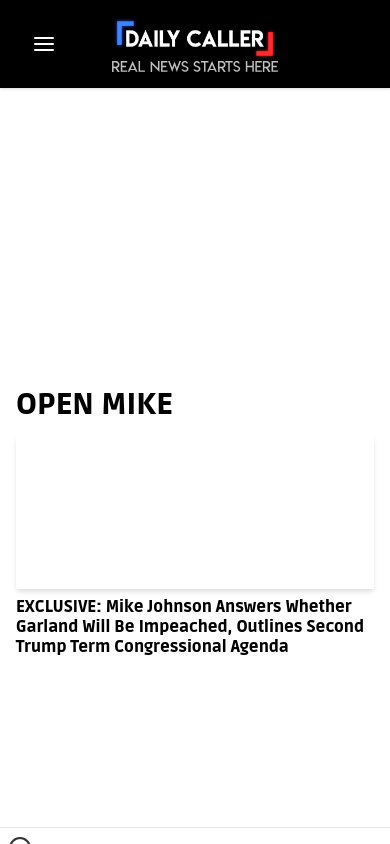 DAILY CALLER
REAL NEWS STARTS HERE
OPEN MIKE
EXCLUSIVE: Mike Johnson Answers Whether
Garland Will Be Impeached, Outlines Second
Trump Term Congressional Agenda